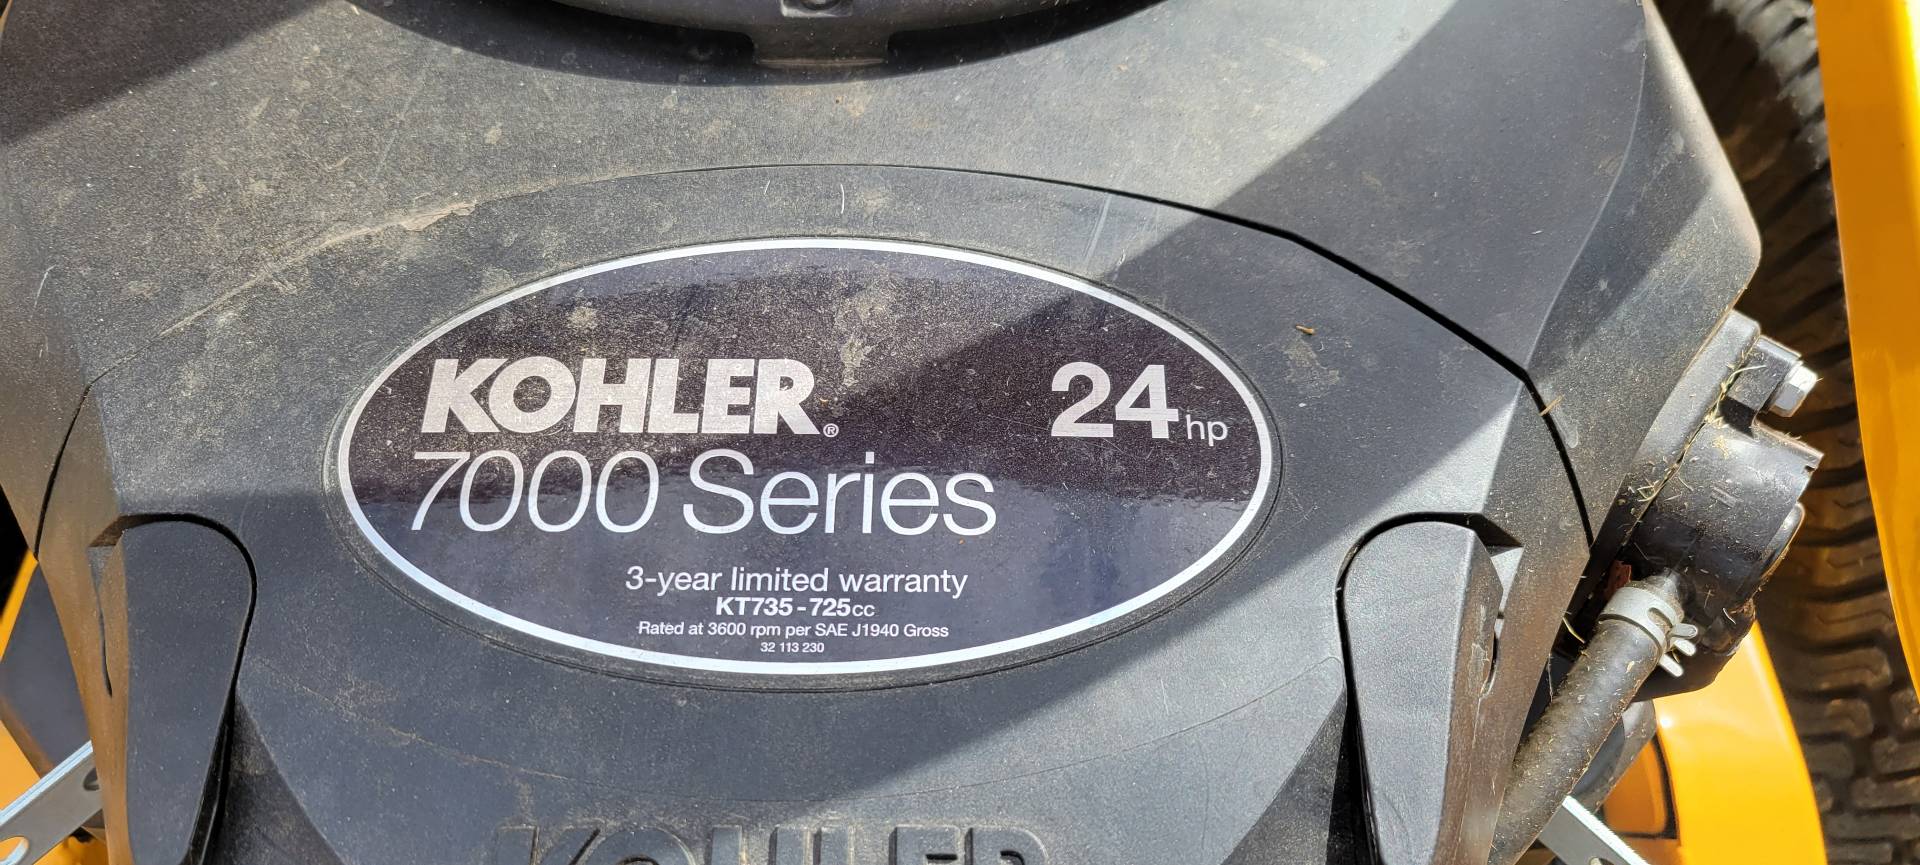 KOHLER® 24 hp
7000 Series
3-year limited warranty
KT735-725cc
Rated at 3600 rpm per SAE J1940 Gross
32 113 230
KOHLER